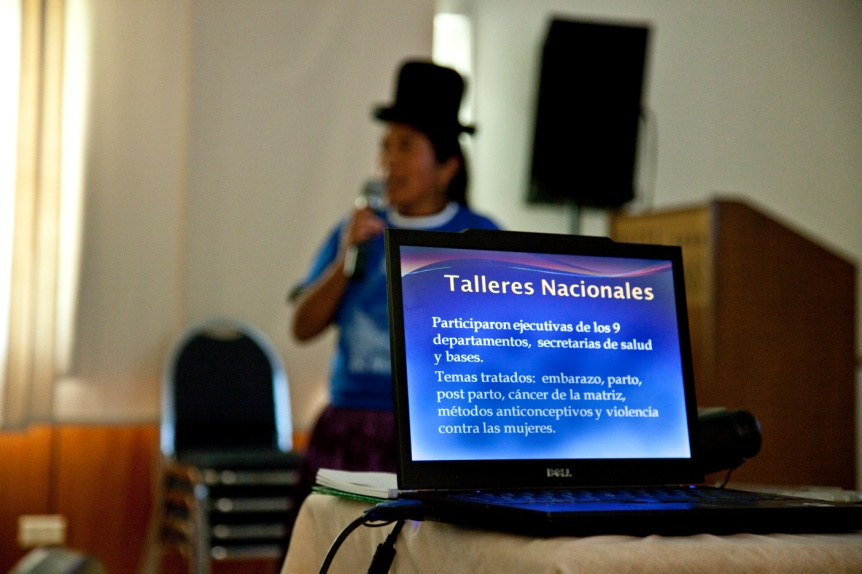 Talleres Nacionales
Participaron ejecutivas de los 9
departamentos, secretarias de salud
y bases.
Temas tratados: embarazo, parto,
post parto, cáncer de la matriz,
métodos anticonceptivos y violencia
contra las mujeres.
DELL